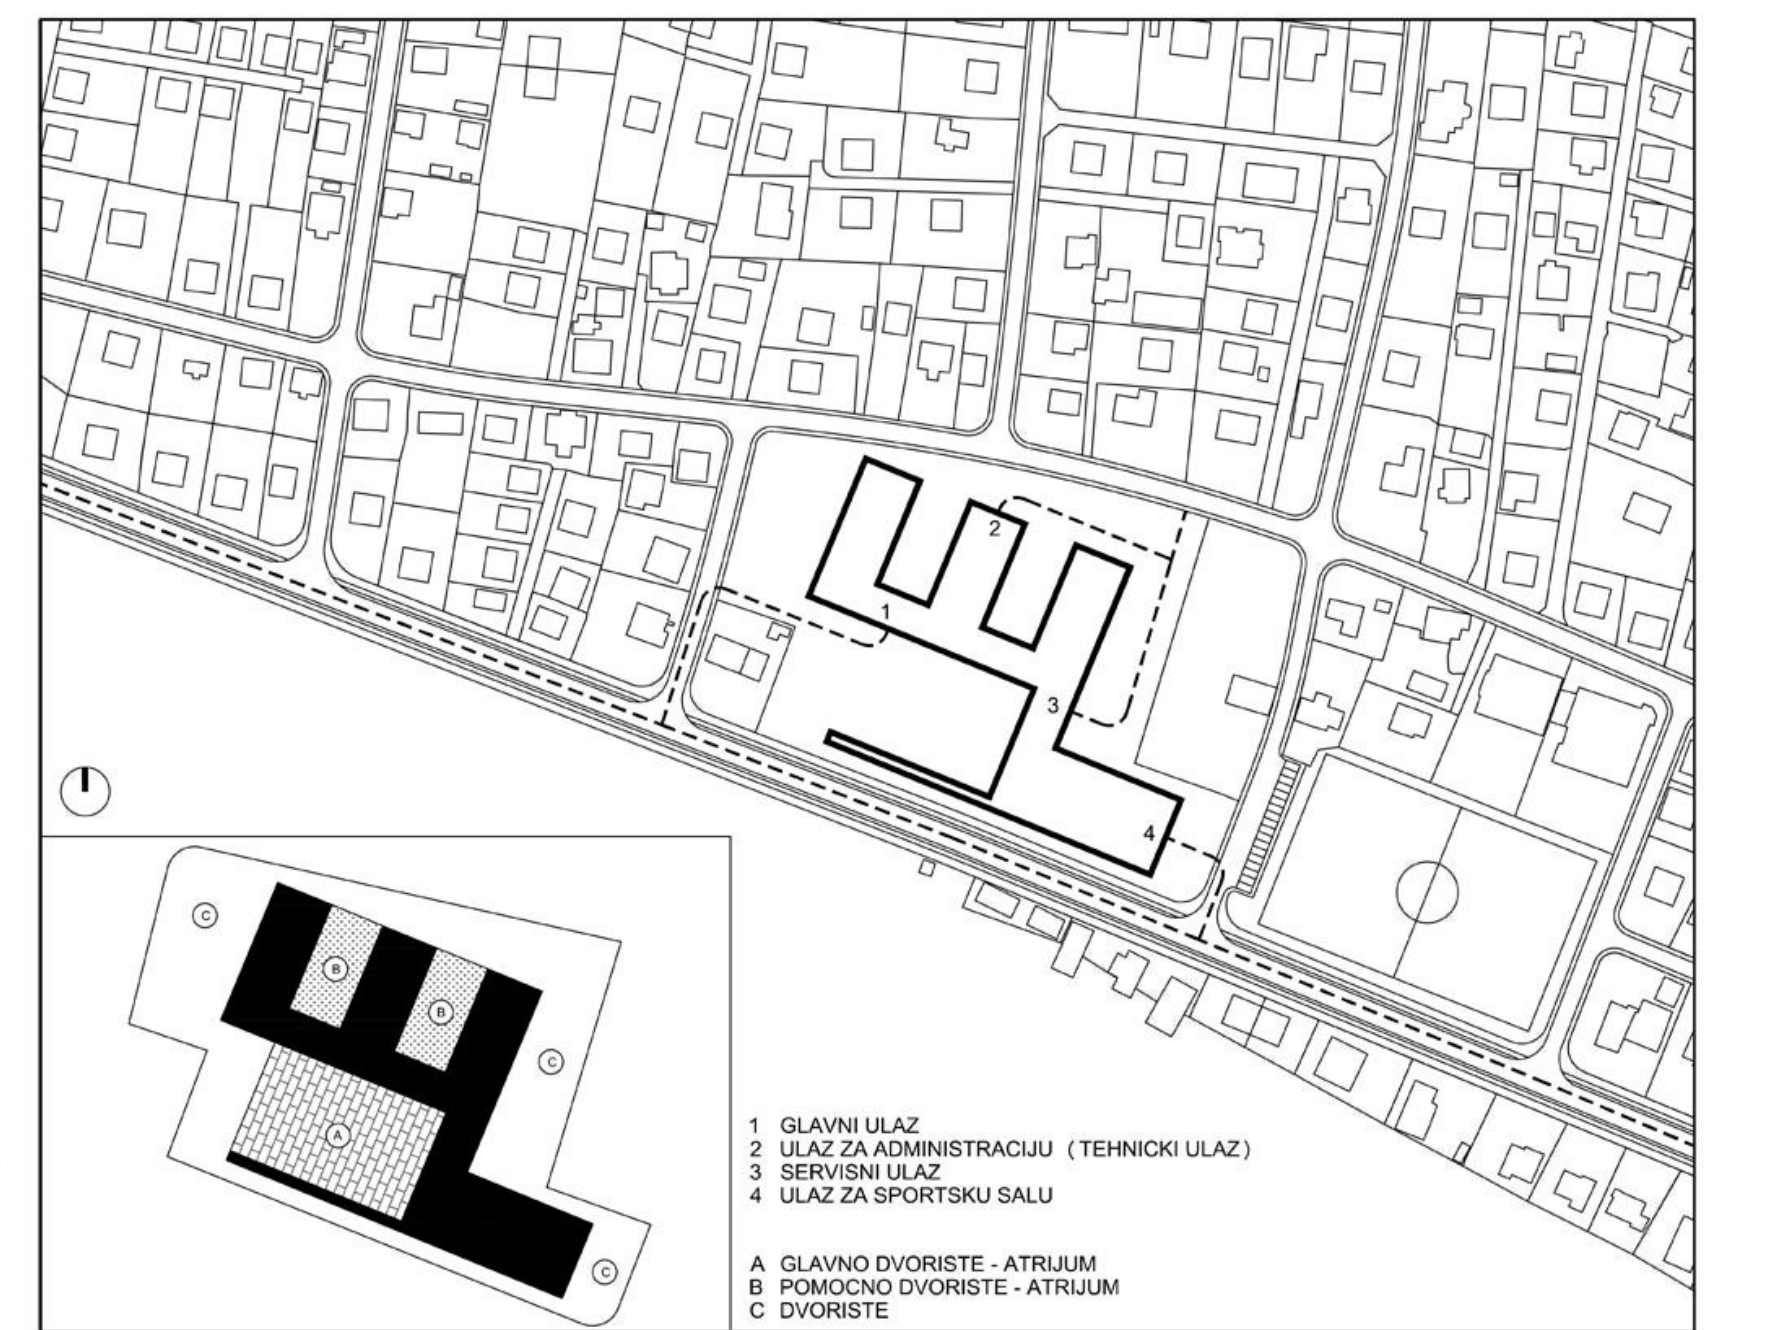 2
1
3
4
C
B
B
C
A
C
1 GLAVNI ULAZ
2 ULAZ ZA ADMINISTRACIJU ( TEHNICKI ULAZ )
3 SERVISNI ULAZ
4 ULAZ ZA SPORTSKU SALU
A GLAVNO DVORISTE - ATRIJUM
B POMOCNO DVORISTE - ATRIJUM
C DVORISTE